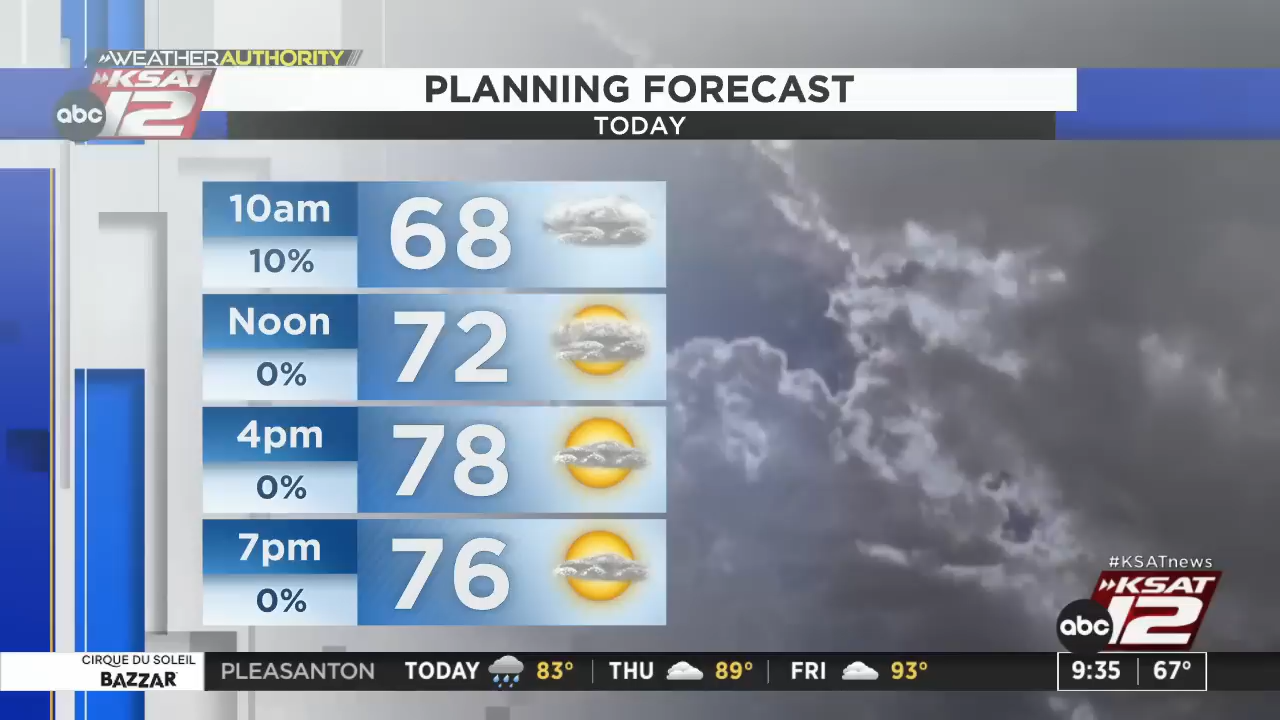 WEATHERAUTHORITY
KSAT
abc 12
PLANNING FORECAST
TODAY
10am
10%
68
Noon
0%
72
4pm
0%
78
7pm
0%
76
#KSATnews
KSAT
abc 12
CIRQUE DU SOLEIL
BAZZAR
PLEASANTON TODAY 83° THU 89° FRI 93°
9:35 67°